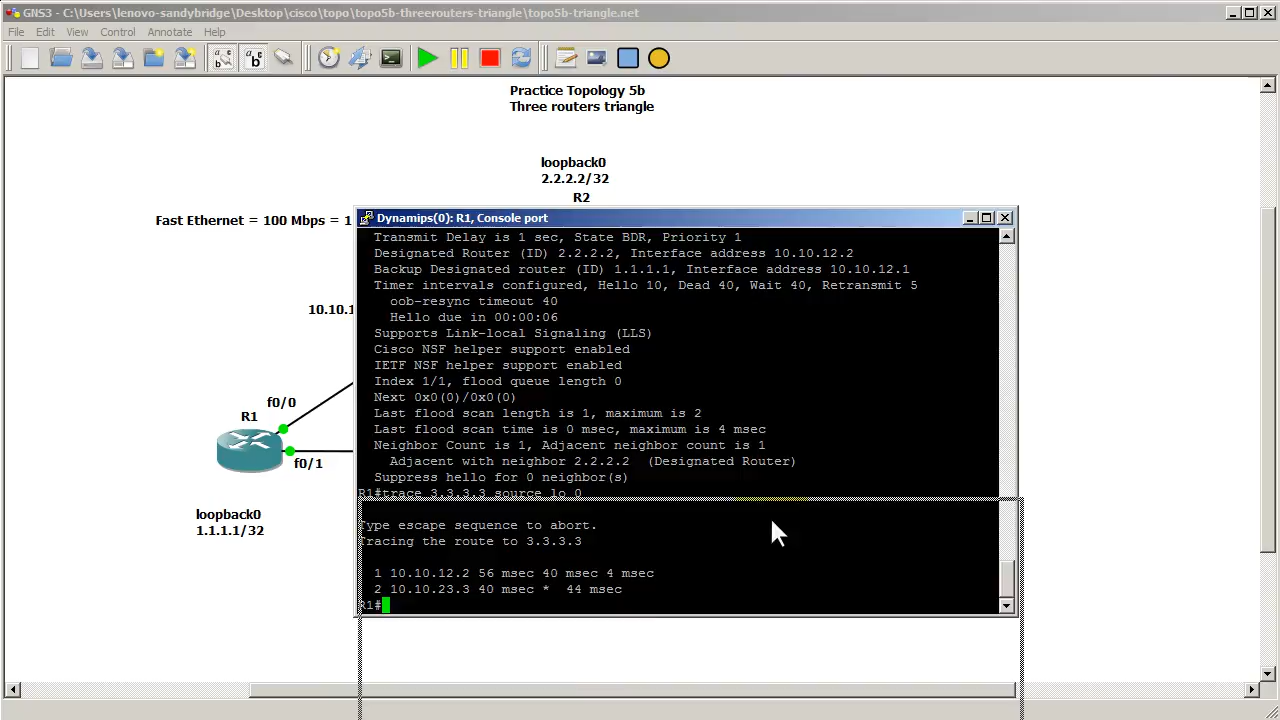 GNS3 - C:\Users\lenovo-sandybridge\Desktop\cisco\topo\topo5b-threerouters-triangle\topo5b-triangle.net
File Edit View Control Annotate Help
Practice Topology 5b
Three routers triangle
loopback0
2.2.2.2/32
R2
Fast Ethernet = 100 Mbps = 1
10.10.1
f0/0
R1
f0/1
loopback0
1.1.1.1/32
Dynamips(0): R1, Console port
Transmit Delay is 1 sec, State BDR, Priority 1
Designated Router (ID) 2.2.2.2, Interface address 10.10.12.2
Backup Designated router (ID) 1.1.1.1, Interface address 10.10.12.1
Timer intervals configured, Hello 10, Dead 40, Wait 40, Retransmit 5
oob-resync timeout 40
Hello due in 00:00:06
Supports Link-local Signaling (LLS)
Cisco NSF helper support enabled
IETF NSF helper support enabled
Index 1/1, flood queue length 0
Next 0x0(0)/0x0(0)
Last flood scan length is 1, maximum is 2
Last flood scan time is 0 msec, maximum is 4 msec
Neighbor Count is 1, Adjacent neighbor count is 1
Adjacent with neighbor 2.2.2.2 (Designated Router)
Suppress hello for 0 neighbor(s)
R1#trace 3.3.3.3 source lo 0
Type escape sequence to abort.
Tracing the route to 3.3.3.3
1 10.10.12.2 56 msec 40 msec 4 msec
2 10.10.23.3 40 msec * 44 msec
R1#